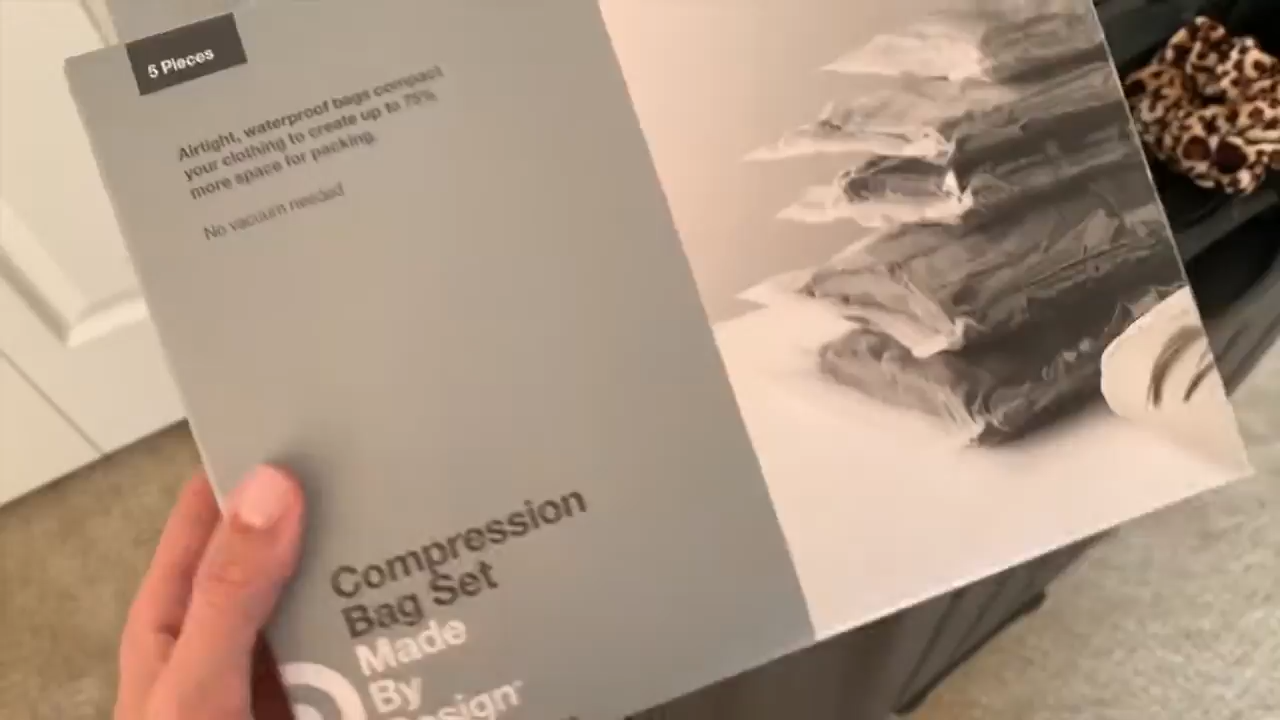 5 Pieces
Airtight, waterproof bags compact
your clothing to create up to 75%
more space for packing.
No vacuum needed
Compression
Bag Set
Made
By
Design